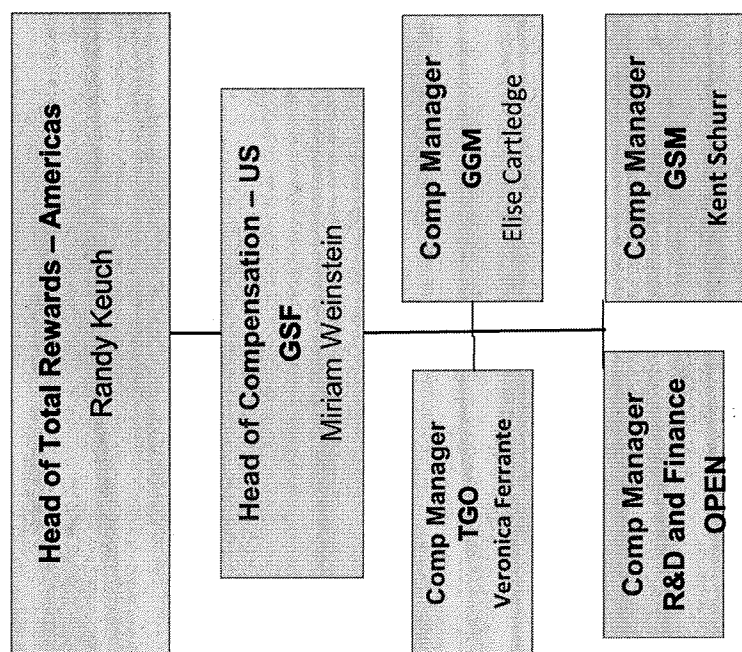 Head of Total Rewards – Americas
Randy Keuch
Head of Compensation – US
GSF
Miriam Weinstein
Comp Manager
TGO
Veronica Ferrante
Comp Manager
GGM
Elise Cartledge
Comp Manager
R&D and Finance
OPEN
Comp Manager
GSM
Kent Schurr